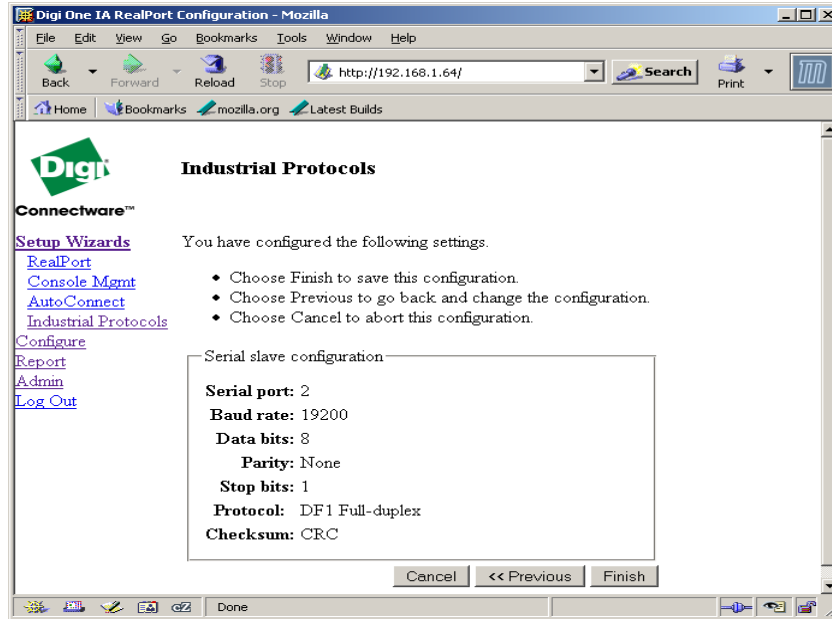 Digi One IA RealPort Configuration - Mozilla
File Edit View Go Bookmarks Tools Window Help
Back Forward Reload Stop http://192.168.1.64/ Search Print
Home Bookmarks mozilla.org Latest Builds
Digi
Connectware™
Industrial Protocols
Setup Wizards
RealPort
Console Mgmt
AutoConnect
Industrial Protocols
Configure
Report
Admin
Log Out
You have configured the following settings.
• Choose Finish to save this configuration.
• Choose Previous to go back and change the configuration.
• Choose Cancel to abort this configuration.
Serial slave configuration
Serial port: 2
Baud rate: 19200
Data bits: 8
Parity: None
Stop bits: 1
Protocol: DF1 Full-duplex
Checksum: CRC
Cancel << Previous Finish
Done